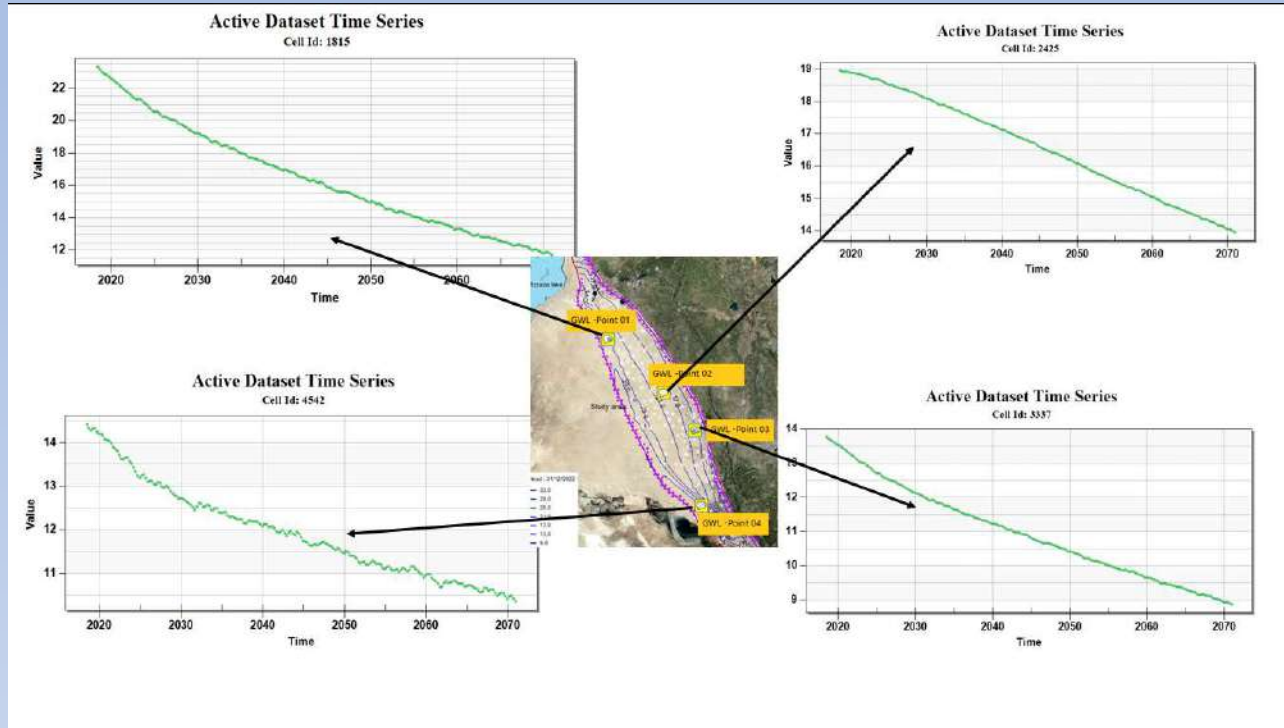 Active Dataset Time Series
Cell Id: 1815
Value
22
20
18
16
14
12
2020 2030 2040 2050 2060
Time
Active Dataset Time Series
Cell Id: 2425
Value
19
18
17
16
15
14
2020 2030 2040 2050 2060 2070
Time
GWL -Point 01
GWL -Point 02
Study area
GWL -Point 03
GWL -Point 04
Active Dataset Time Series
Cell Id: 4542
Value
14
13
12
11
2020 2030 2040 2050 2060 2070
Time
Active Dataset Time Series
Cell Id: 3337
Value
14
13
12
11
10
9
2020 2030 2040 2050 2060 2070
Time